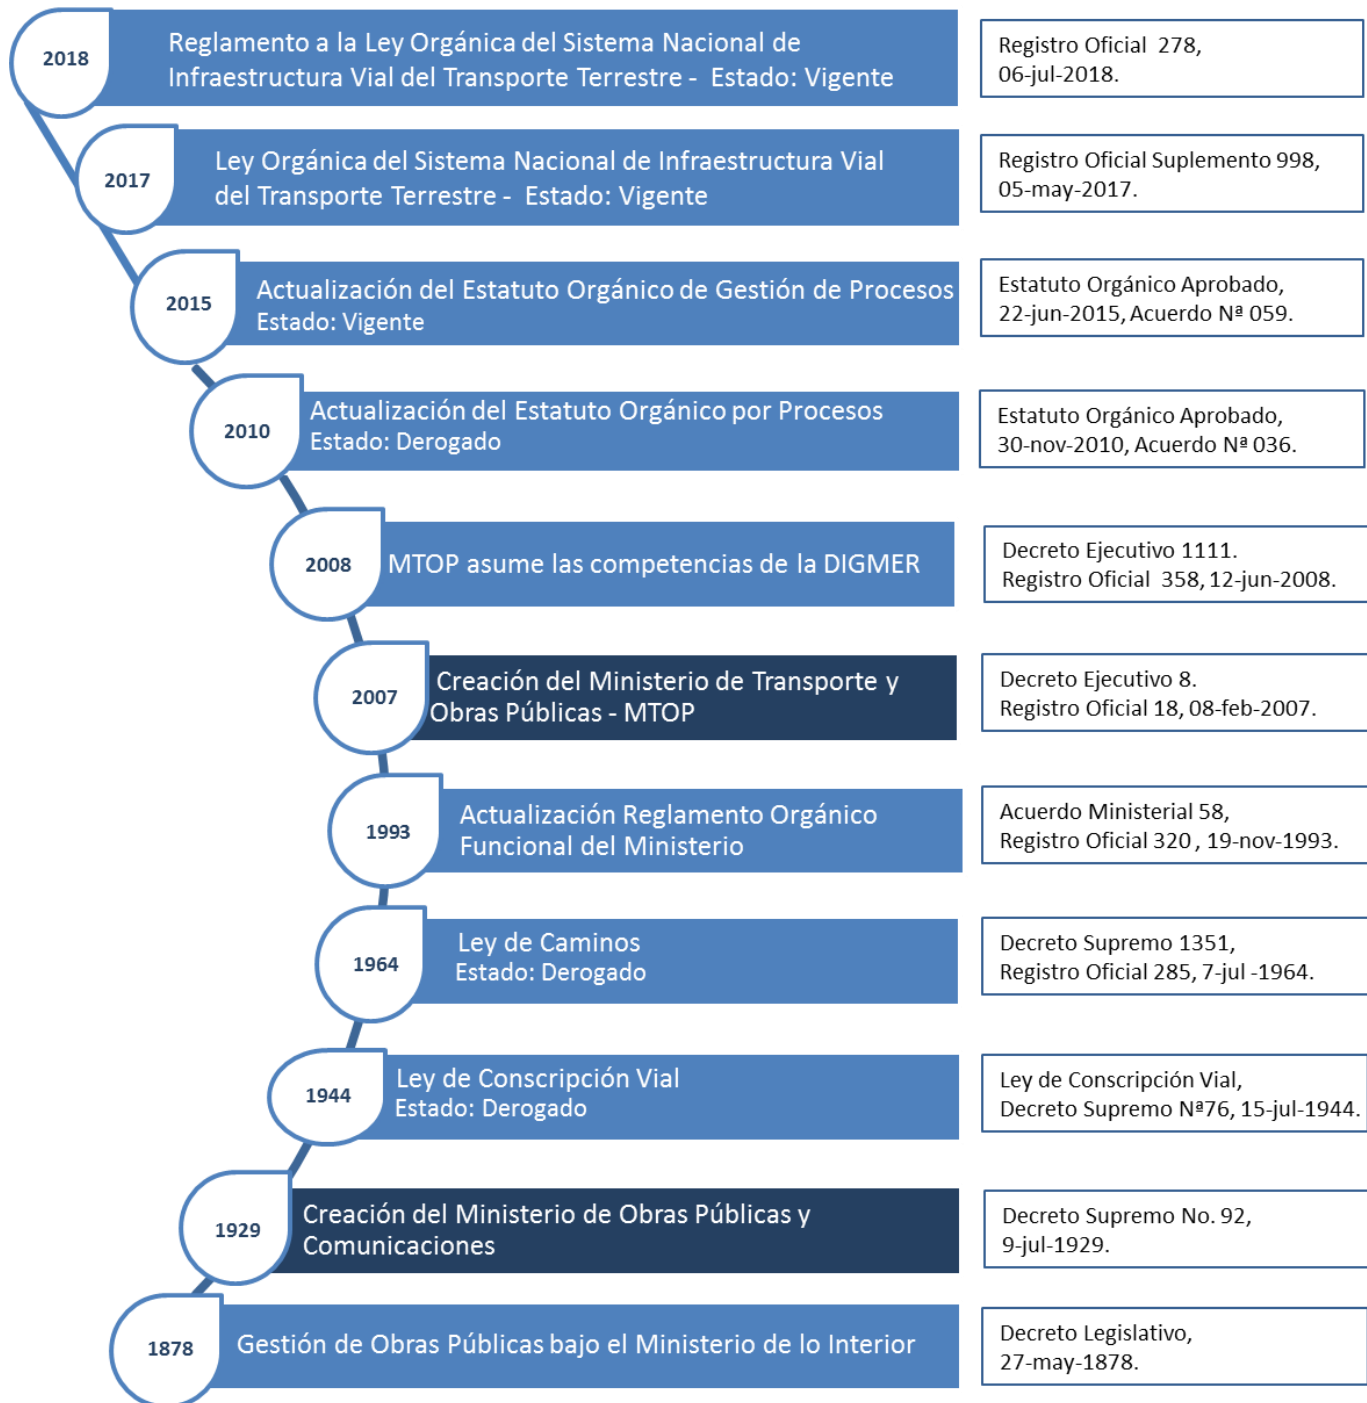 2018
Reglamento a la Ley Orgánica del Sistema Nacional de
Infraestructura Vial del Transporte Terrestre - Estado: Vigente
Registro Oficial 278,
06-jul-2018.
2017
Ley Orgánica del Sistema Nacional de Infraestructura Vial
del Transporte Terrestre - Estado: Vigente
Registro Oficial Suplemento 998,
05-may-2017.
2015
Actualización del Estatuto Orgánico de Gestión de Procesos
Estado: Vigente
Estatuto Orgánico Aprobado,
22-jun-2015, Acuerdo Nª 059.
2010
Actualización del Estatuto Orgánico por Procesos
Estado: Derogado
Estatuto Orgánico Aprobado,
30-nov-2010, Acuerdo Nª 036.
2008
MTOP asume las competencias de la DIGMER
Decreto Ejecutivo 1111.
Registro Oficial 358, 12-jun-2008.
2007
Creación del Ministerio de Transporte y
Obras Públicas - MTOP
Decreto Ejecutivo 8.
Registro Oficial 18, 08-feb-2007.
1993
Actualización Reglamento Orgánico
Funcional del Ministerio
Acuerdo Ministerial 58,
Registro Oficial 320 , 19-nov-1993.
1964
Ley de Caminos
Estado: Derogado
Decreto Supremo 1351,
Registro Oficial 285, 7-jul -1964.
1944
Ley de Conscripción Vial
Estado: Derogado
Ley de Conscripción Vial,
Decreto Supremo Nª76, 15-jul-1944.
1929
Creación del Ministerio de Obras Públicas y
Comunicaciones
Decreto Supremo No. 92,
9-jul-1929.
1878
Gestión de Obras Públicas bajo el Ministerio de lo Interior
Decreto Legislativo,
27-may-1878.